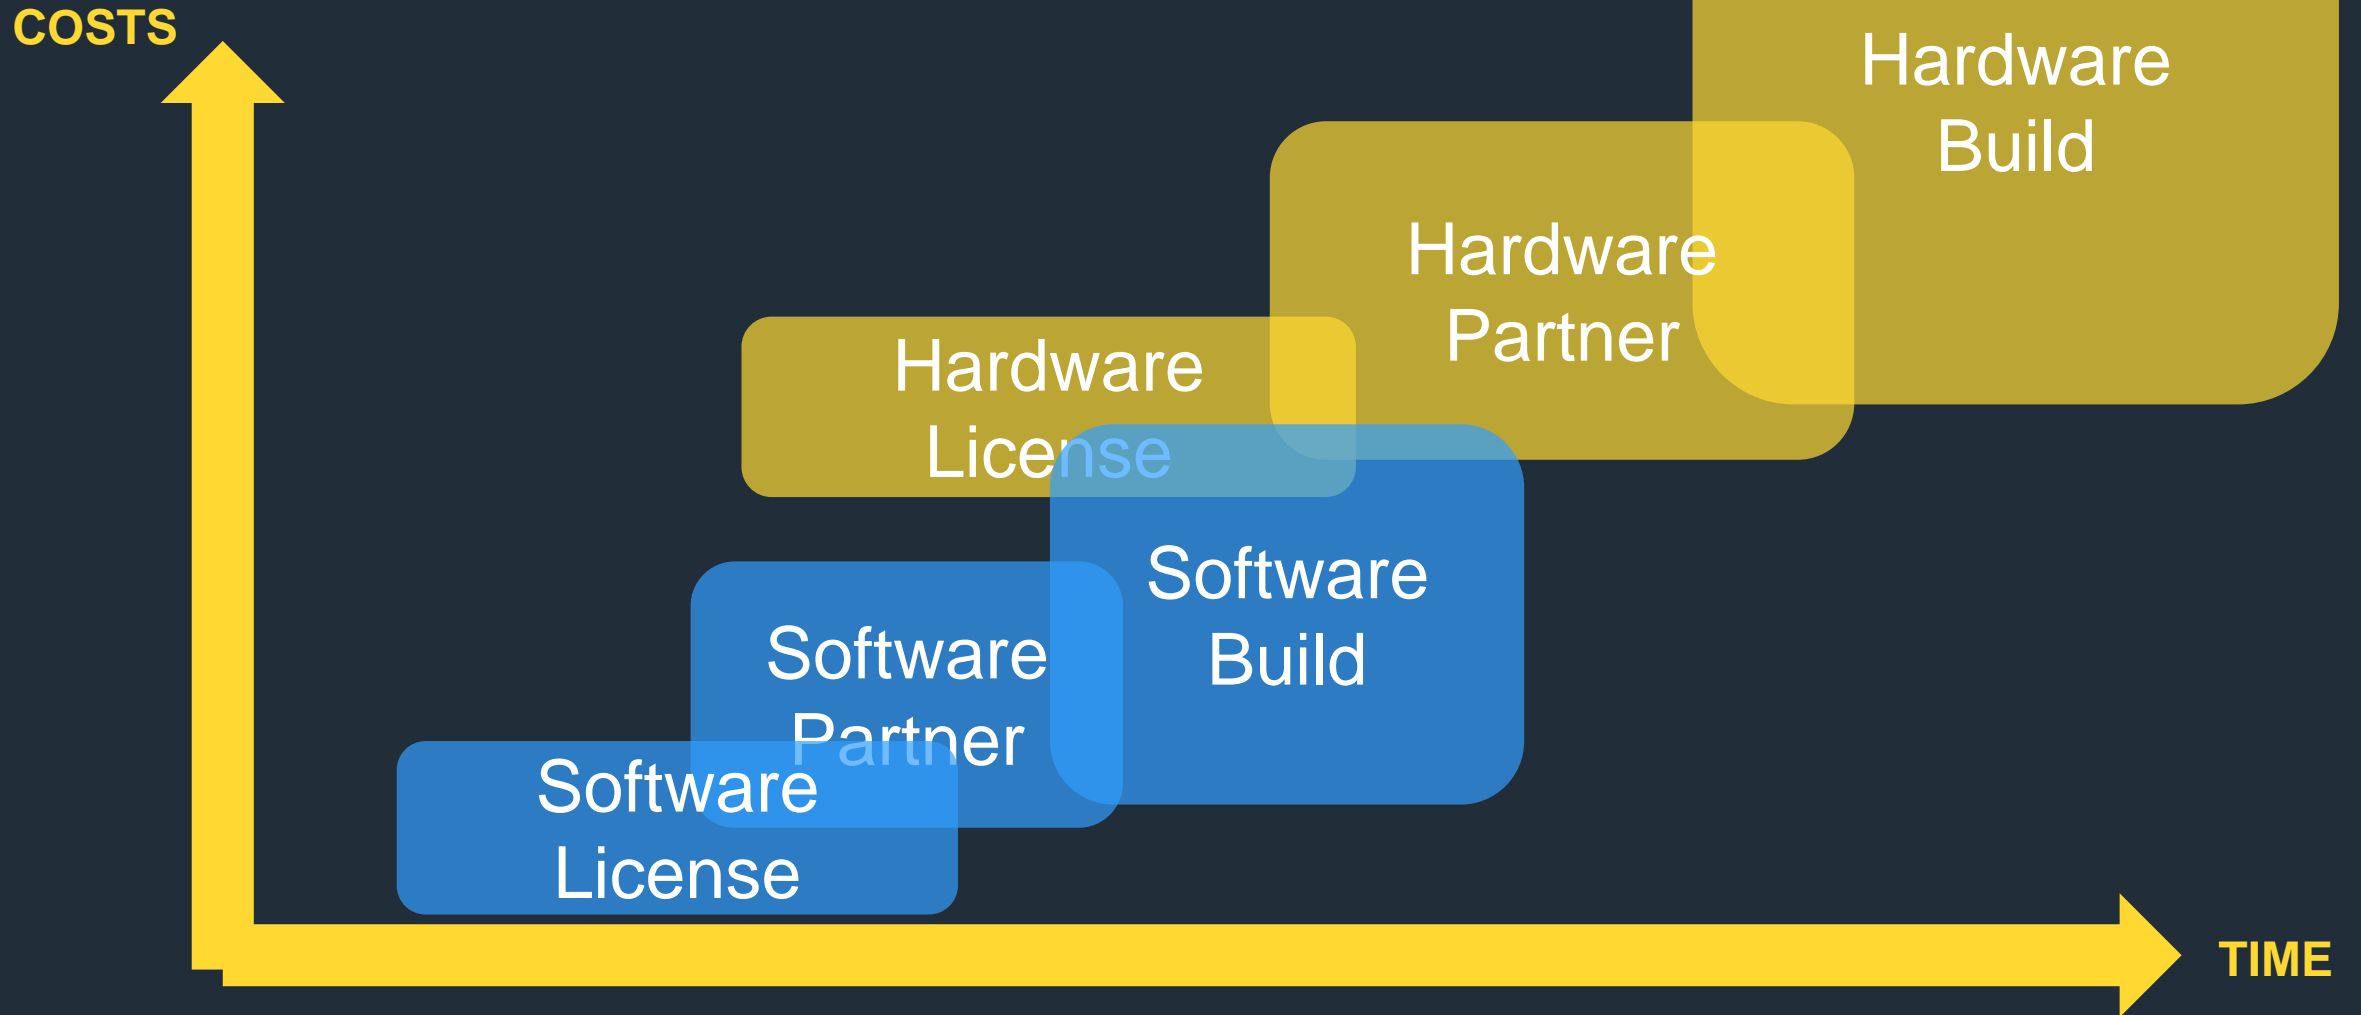 COSTS
Hardware
Build
Hardware
Partner
Hardware
License
Software
Build
Software
Partner
Software
License
TIME